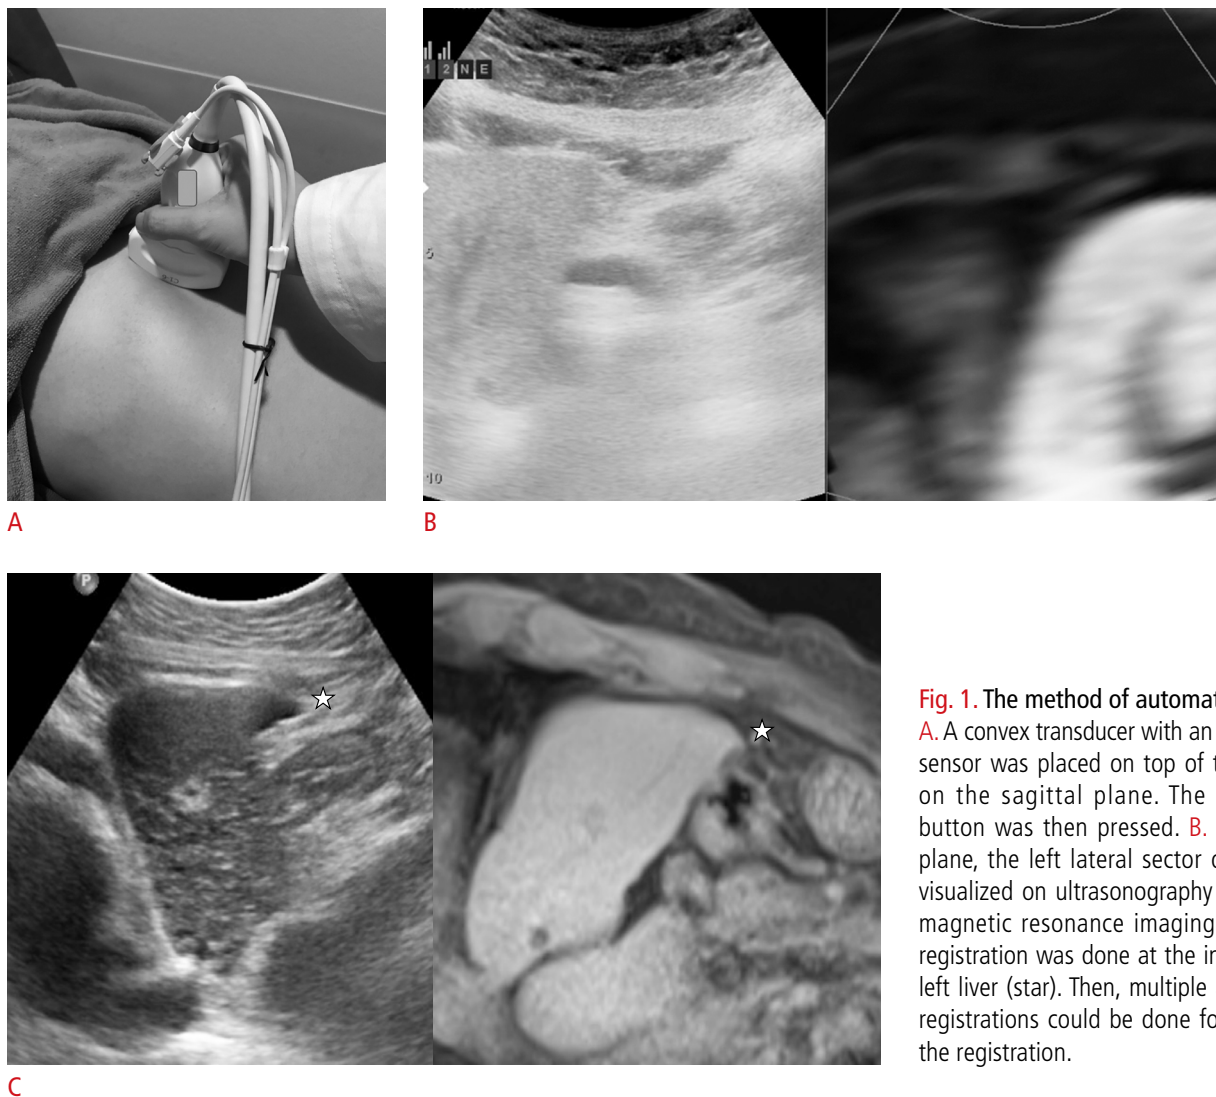 1 2 N E
5
10
A
B
P
C
Fig. 1. The method of automat
A. A convex transducer with an
sensor was placed on top of t
on the sagittal plane. The
button was then pressed. B.
plane, the left lateral sector o
visualized on ultrasonography
magnetic resonance imaging
registration was done at the in
left liver (star). Then, multiple
registrations could be done fo
the registration.